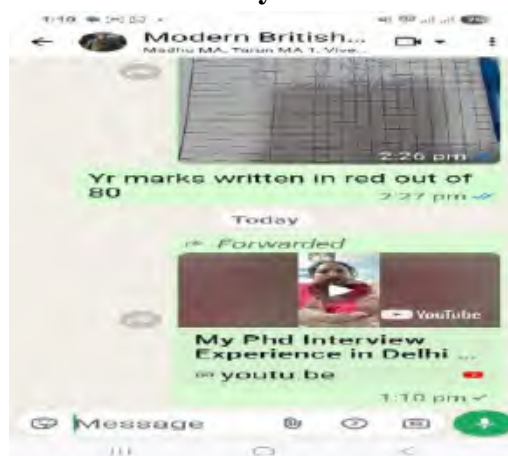 Modern British...
Madhu MA, Tarun MA 1, Vive...
2:26 pm
Yr marks written in red out of
80
2:27 pm
Today
Forwarded
YouTube
My Phd Interview
Experience in Delhi ...
youtu.be
1:10 pm
Message